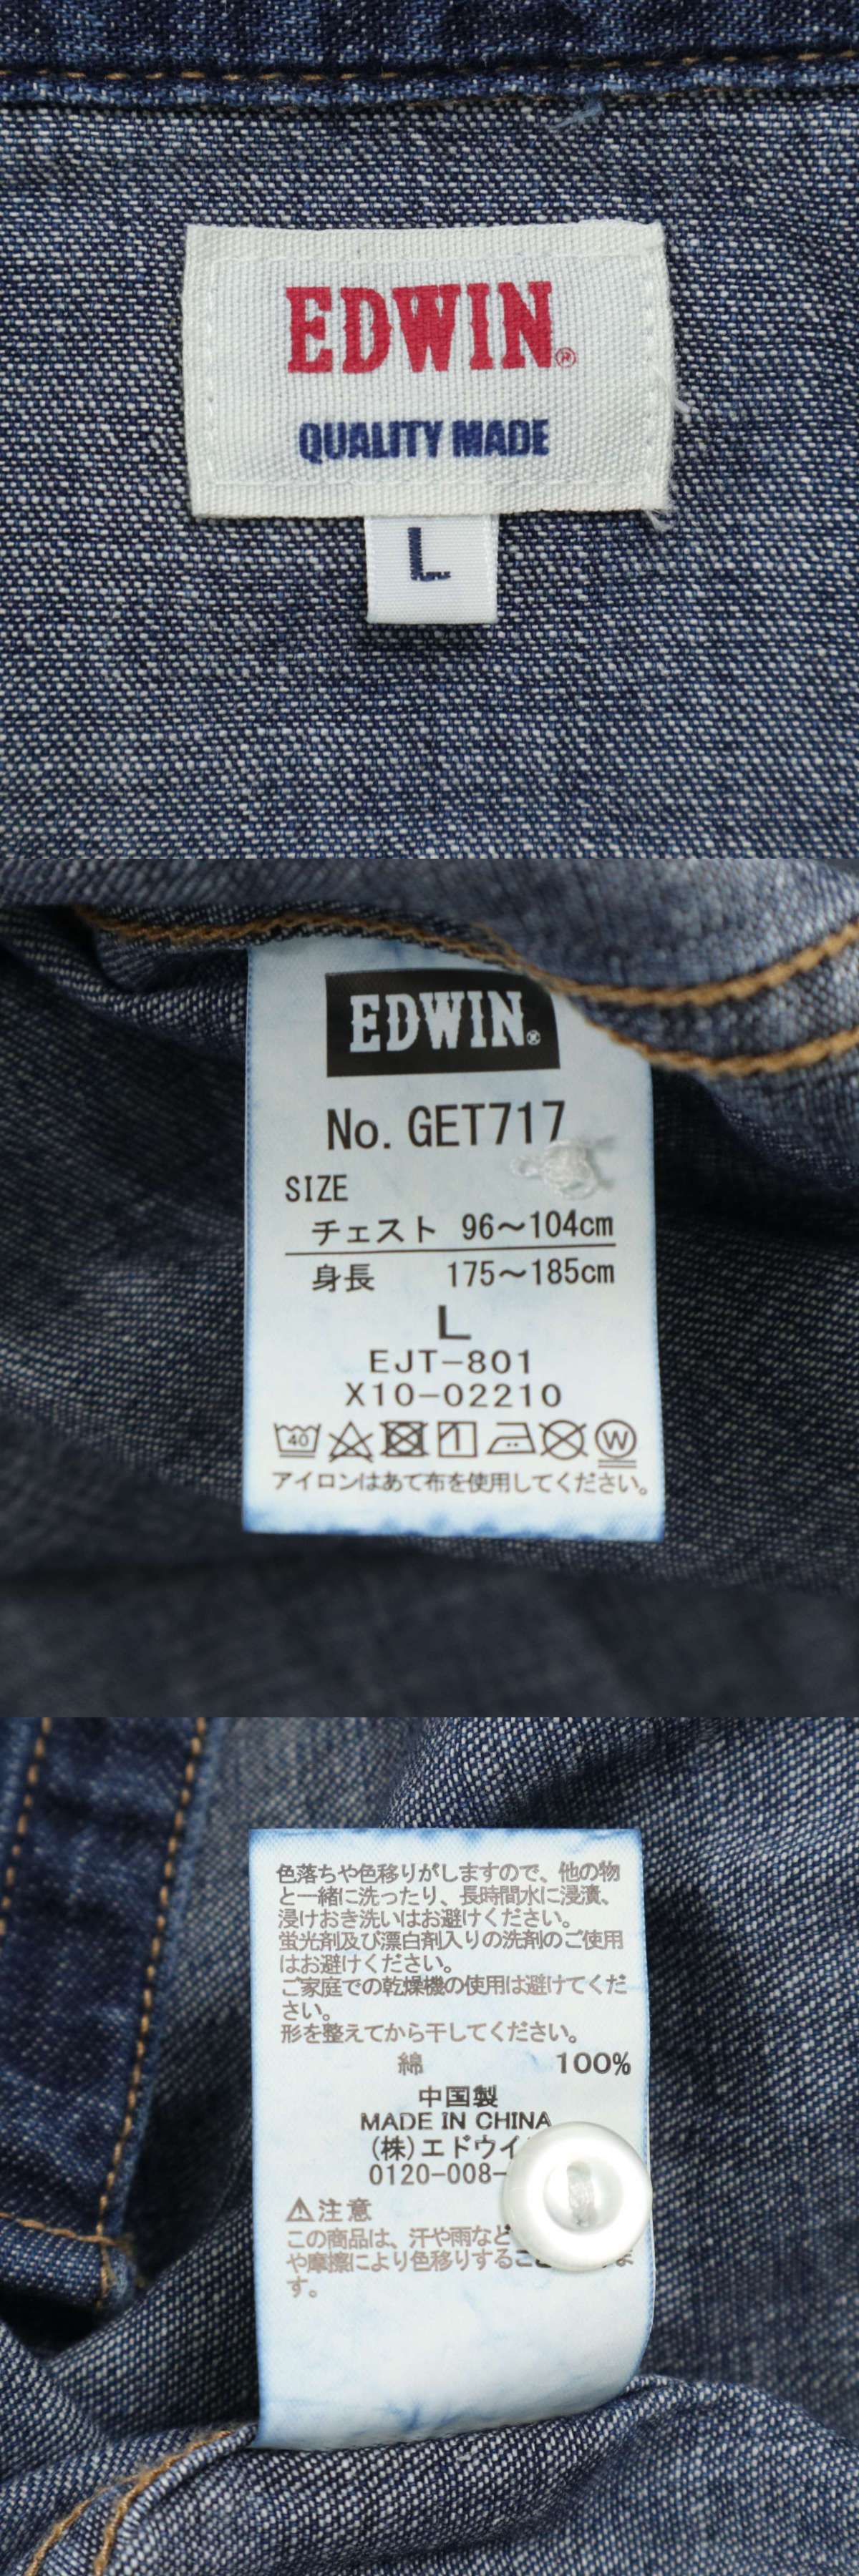 EDWIN®
QUALITY MADE
L
EDWIN®
No. GET717
SIZE
チェスト 96～104cm
身長 175～185cm
L
EJT-801
X10-02210
40
W
アイロンはあて布を使用してください。
色落ちや色移りがしますので、他の物
と一緒に洗ったり、長時間水に浸漬、
浸けおき洗いはお避けください。
蛍光剤及び漂白剤入りの洗剤のご使用
はお避けください。
ご家庭での乾燥機の使用は避けてくだ
さい。
形を整えてから干してください。
綿 100%
中国製
MADE IN CHINA
(株)エドウイ
0120-008-
⚠注意
この商品は、汗や雨など
や摩擦により色移りするこ ま
す。